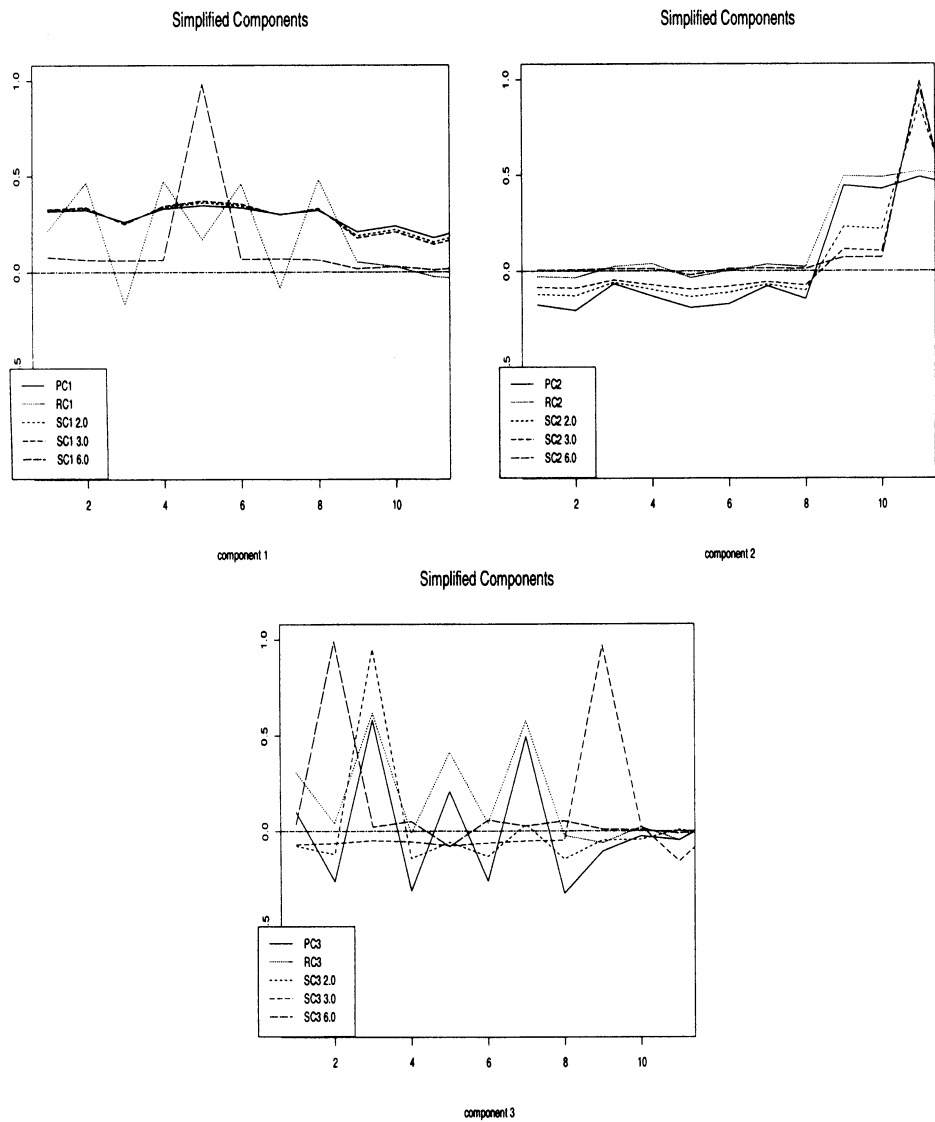 Simplified Components
1.0
0.5
0.0
.5
PC1
RC1
SC1 2.0
SC1 3.0
SC1 6.0
2 4 6 8 10
component 1
Simplified Components
1.0
0.5
0.0
.5
PC2
RC2
SC2 2.0
SC2 3.0
SC2 6.0
2 4 6 8 10
component 2
Simplified Components
1.0
0.5
0.0
.5
PC3
RC3
SC3 2.0
SC3 3.0
SC3 6.0
2 4 6 8 10
component 3